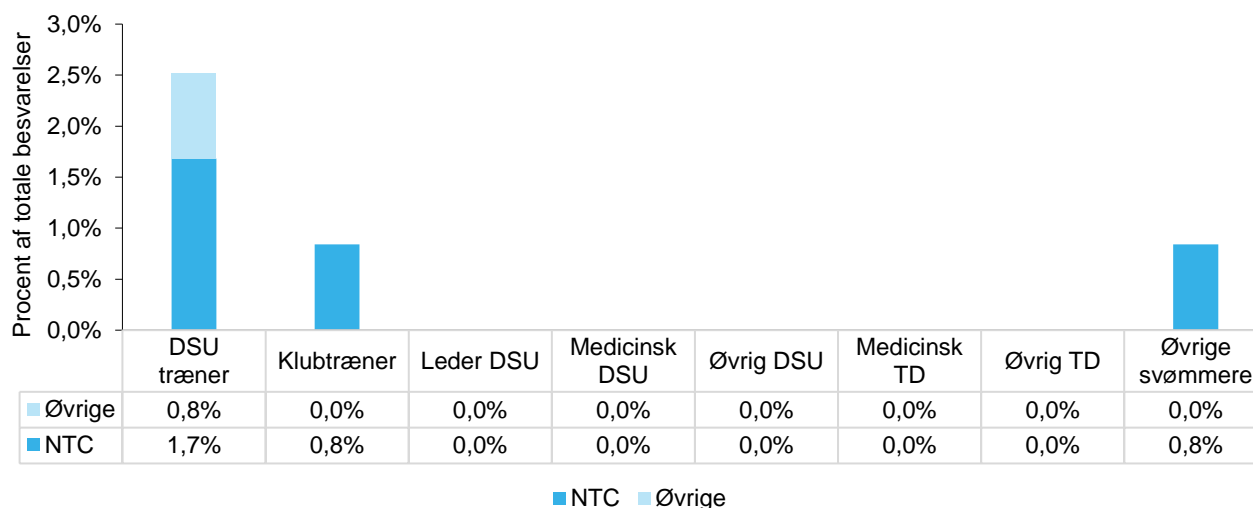 3,0%
2,5%
2,0%
1,5%
1,0%
0,5%
0,0%
Procent af totale besvarelser
DSU træner Klubtræner Leder DSU Medicinsk DSU Øvrig DSU Medicinsk TD Øvrig TD Øvrige svømmere
Øvrige 0,8% 0,0% 0,0% 0,0% 0,0% 0,0% 0,0% 0,0%
NTC 1,7% 0,8% 0,0% 0,0% 0,0% 0,0% 0,0% 0,8%
NTC Øvrige